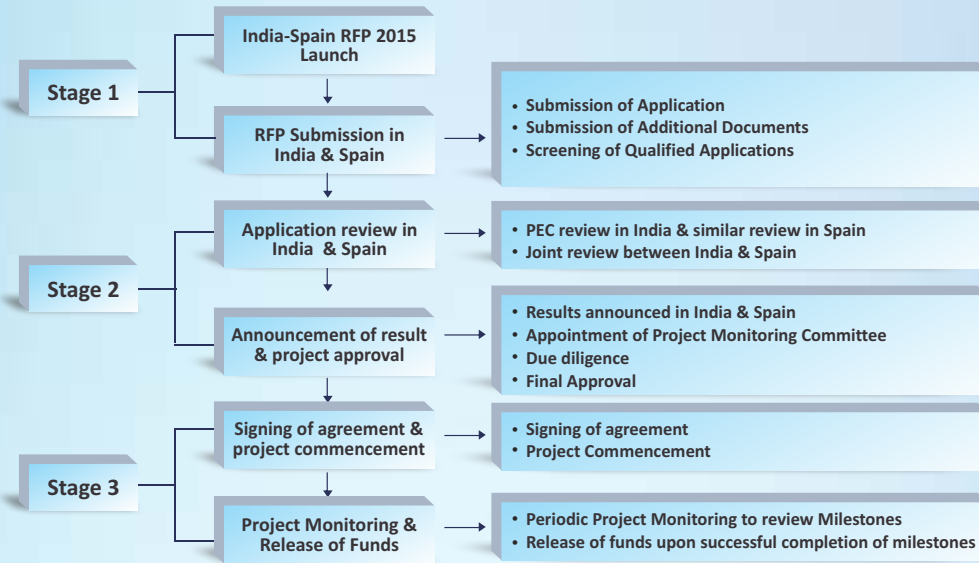 Stage 1
India-Spain RFP 2015
Launch
RFP Submission in
India & Spain
• Submission of Application
• Submission of Additional Documents
• Screening of Qualified Applications
Stage 2
Application review in
India & Spain
• PEC review in India & similar review in Spain
• Joint review between India & Spain
Announcement of result
& project approval
• Results announced in India & Spain
• Appointment of Project Monitoring Committee
• Due diligence
• Final Approval
Stage 3
Signing of agreement &
project commencement
• Signing of agreement
• Project Commencement
Project Monitoring &
Release of Funds
• Periodic Project Monitoring to review Milestones
• Release of funds upon successful completion of milestones